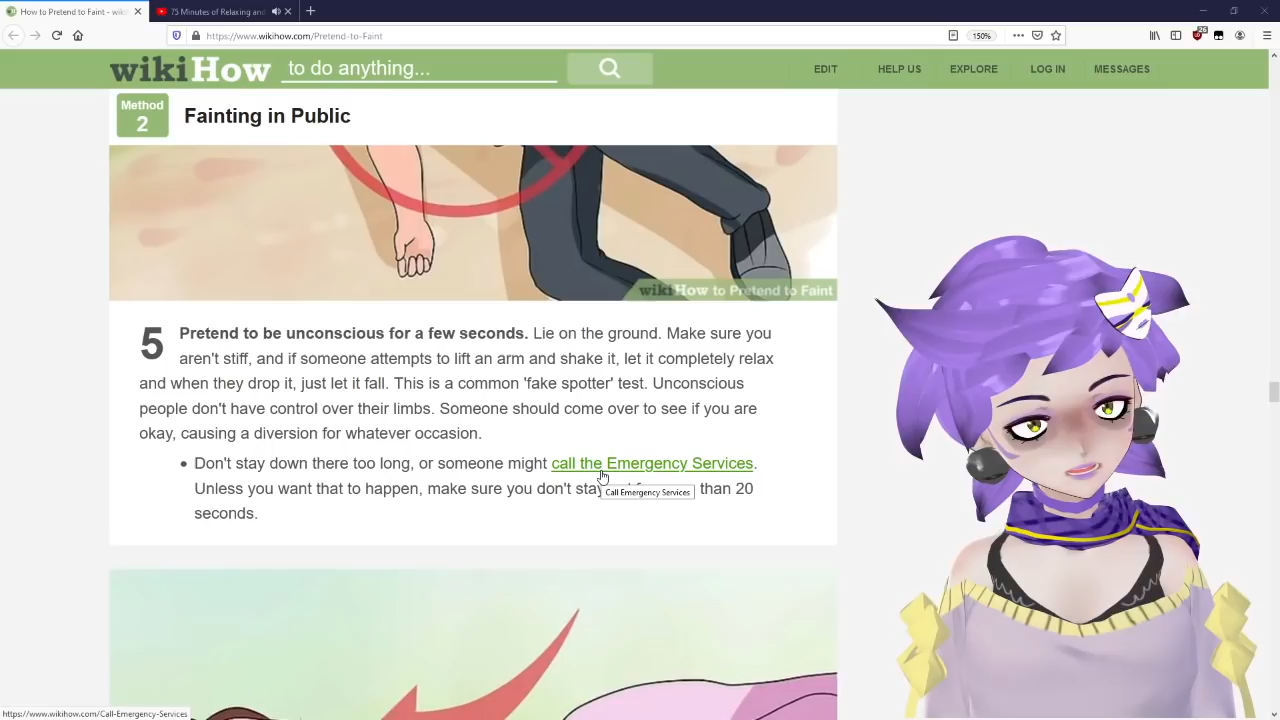 How to Pretend to Faint - wiki
75 Minutes of Relaxing and
https://www.wikihow.com/Pretend-to-Faint
150%
wikiHow
to do anything...
EDIT
HELP US
EXPLORE
LOG IN
MESSAGES
Method
2
Fainting in Public
wikiHow to Pretend to Faint
5
Pretend to be unconscious for a few seconds. Lie on the ground. Make sure you
aren't stiff, and if someone attempts to lift an arm and shake it, let it completely relax
and when they drop it, just let it fall. This is a common 'fake spotter' test. Unconscious
people don't have control over their limbs. Someone should come over to see if you are
okay, causing a diversion for whatever occasion.
• Don't stay down there too long, or someone might call the Emergency Services.
Unless you want that to happen, make sure you don't than 20
Call Emergency Services
seconds.
https://www.wikihow.com/Call-Emergency-Services